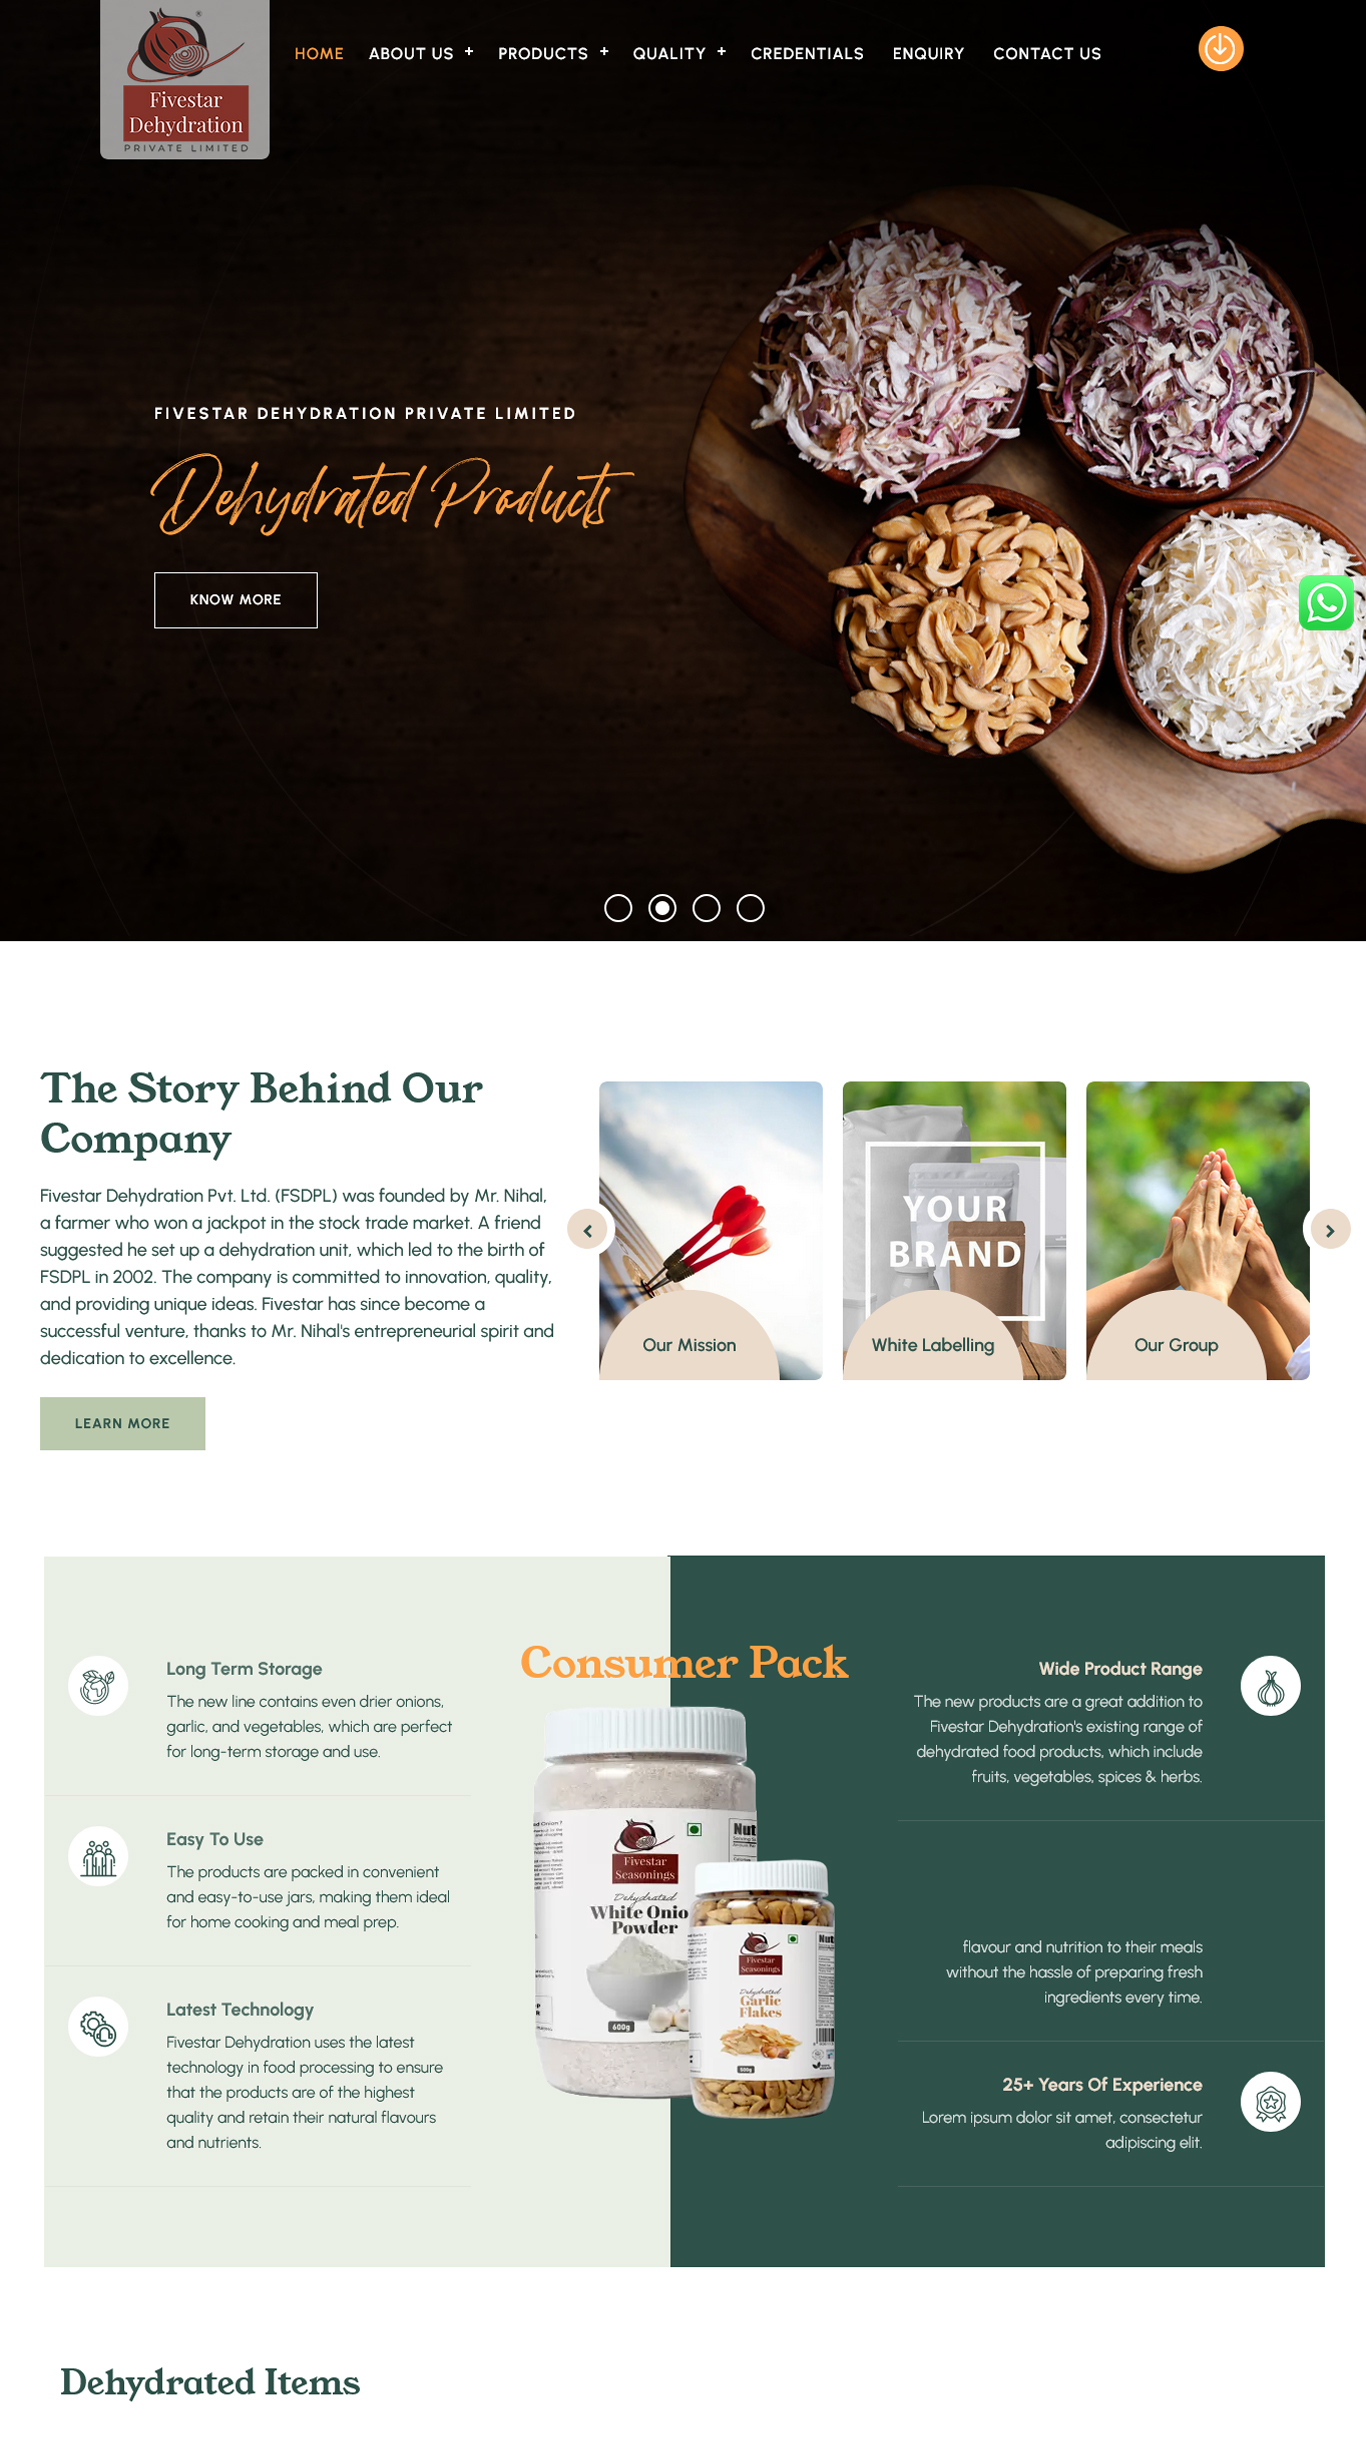 Fivestar
Dehydration
PRIVATE LIMITED
HOME ABOUT US + PRODUCTS + QUALITY + CREDENTIALS ENQUIRY CONTACT US
FIVESTAR DEHYDRATION PRIVATE LIMITED
Dehydrated Products
KNOW MORE
The Story Behind Our
Company
Fivestar Dehydration Pvt. Ltd. (FSDPL) was founded by Mr. Nihal,
a farmer who won a jackpot in the stock trade market. A friend
suggested he set up a dehydration unit, which led to the birth of
FSDPL in 2002. The company is committed to innovation, quality,
and providing unique ideas. Fivestar has since become a
successful venture, thanks to Mr. Nihal's entrepreneurial spirit and
dedication to excellence.
LEARN MORE
Our Mission
YOUR
BRAND
White Labelling
Our Group
Long Term Storage
The new line contains even drier onions,
garlic, and vegetables, which are perfect
for long-term storage and use.
Easy To Use
The products are packed in convenient
and easy-to-use jars, making them ideal
for home cooking and meal prep.
Latest Technology
Fivestar Dehydration uses the latest
technology in food processing to ensure
that the products are of the highest
quality and retain their natural flavours
and nutrients.
Consumer Pack
Fivestar
Seasonings
Dehydrated
White Onio
Powder
600g
Nut
Fivestar
Seasonings
Dehydrated
Garlic
Flakes
Nut
Wide Product Range
The new products are a great addition to
Fivestar Dehydration's existing range of
dehydrated food products, which include
fruits, vegetables, spices & herbs.
flavour and nutrition to their meals
without the hassle of preparing fresh
ingredients every time.
25+ Years Of Experience
Lorem ipsum dolor sit amet, consectetur
adipiscing elit.
Dehydrated Items